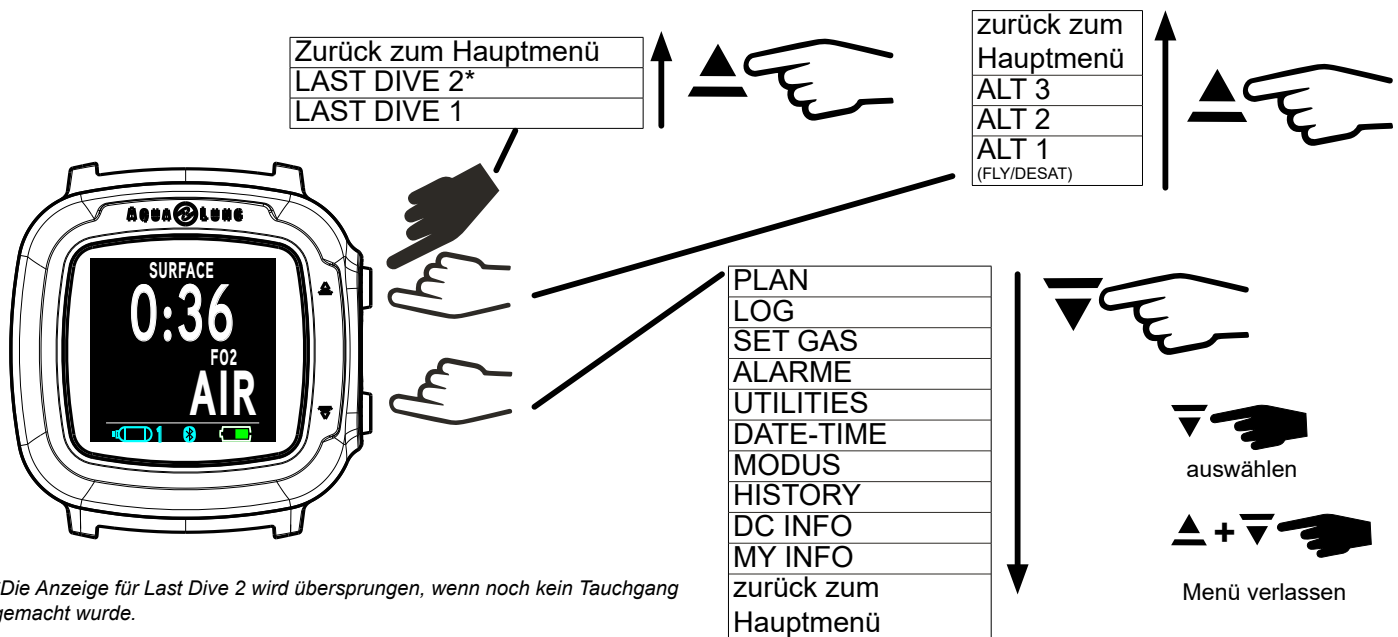 Zurück zum Hauptmenü
LAST DIVE 2*
LAST DIVE 1
zurück zum
Hauptmenü
ALT 3
ALT 2
ALT 1
(FLY/DESAT)
AQUA LUNG
SURFACE
0:36
FO2
AIR
1
PLAN
LOG
SET GAS
ALARME
UTILITIES
DATE-TIME
MODUS
HISTORY
DC INFO
MY INFO
zurück zum
Hauptmenü
auswählen
+
Menü verlassen
Die Anzeige für Last Dive 2 wird übersprungen, wenn noch kein Tauchgang
gemacht wurde.